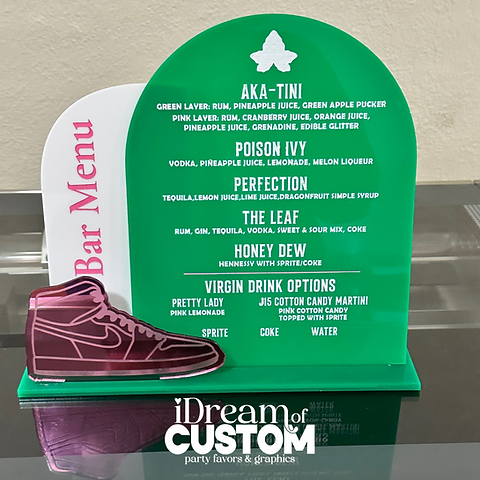 Bar Menu
AKA-TINI
GREEN LAYER: RUM, PINEAPPLE JUICE, GREEN APPLE PUCKER
PINK LAYER: RUM, CRANBERRY JUICE, ORANGE JUICE,
PINEAPPLE JUICE, GRENADINE, EDIBLE GLITTER
POISON IVY
VODKA, PIÑEAPPLE JUICE, LEMONADE, MELON LIQUEUR
PERFECTION
TEQUILA,LEMON JUICE,LIME JUICE,DRAGONFRUIT SIMPLE SYRUP
THE LEAF
RUM, GIN, TEQUILA, VODKA, SWEET & SOUR MIX, COKE
HONEY DEW
HENNESSY WITH SPRITE/COKE
VIRGIN DRINK OPTIONS
PRETTY LADY
PINK LEMONADE
J15 COTTON CANDY MARTINI
PINK COTTON CANDY
TOPPED WITH SPRITE
SPRITE COKE WATER
iDream of
CUSTOM
party favors & graphics